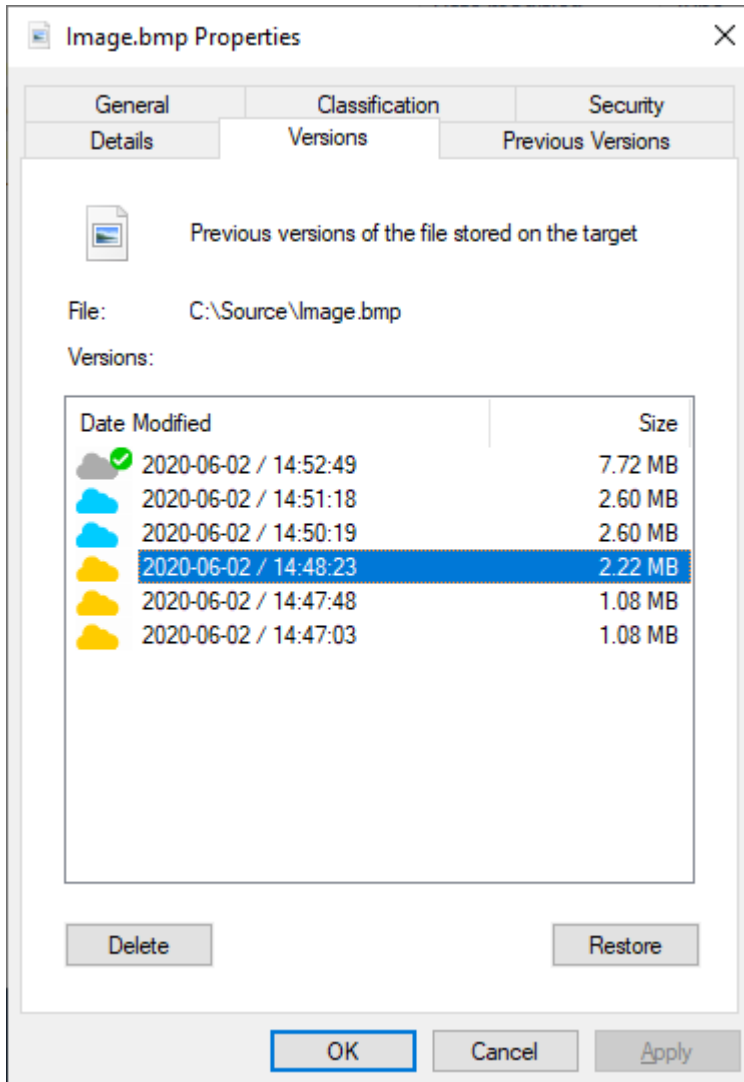 Image.bmp Properties
General Classification Security
Details Versions Previous Versions
Previous versions of the file stored on the target
File: C:\Source\Image.bmp
Versions:
Date Modified Size
2020-06-02 / 14:52:49 7.72 MB
2020-06-02 / 14:51:18 2.60 MB
2020-06-02 / 14:50:19 2.60 MB
2020-06-02 / 14:48:23 2.22 MB
2020-06-02 / 14:47:48 1.08 MB
2020-06-02 / 14:47:03 1.08 MB
Delete Restore
OK Cancel Apply